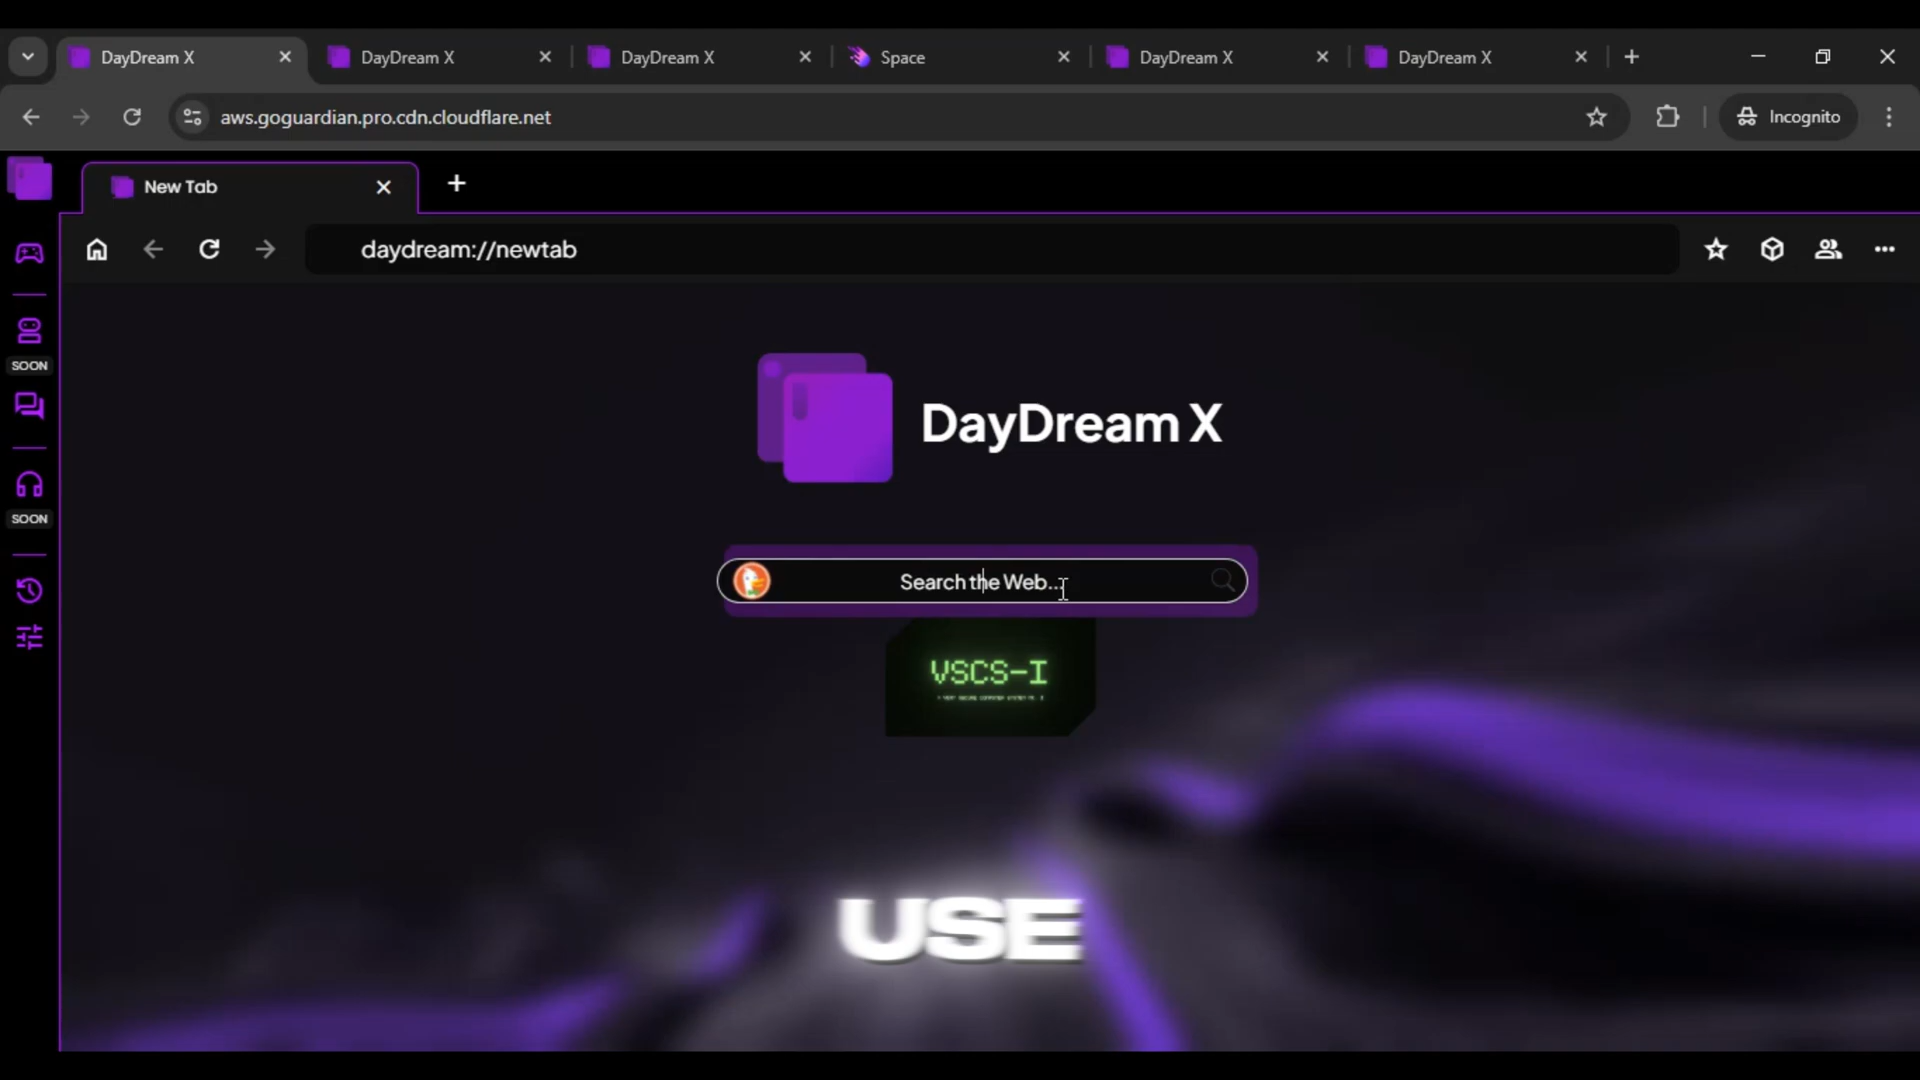 DayDream X
DayDream X
DayDream X
Space
DayDream X
DayDream X
aws.goguardian.pro.cdn.cloudflare.net
Incognito
New Tab
daydream://newtab
SOON
SOON
DayDream X
Search the Web...
VSCS-I
USE